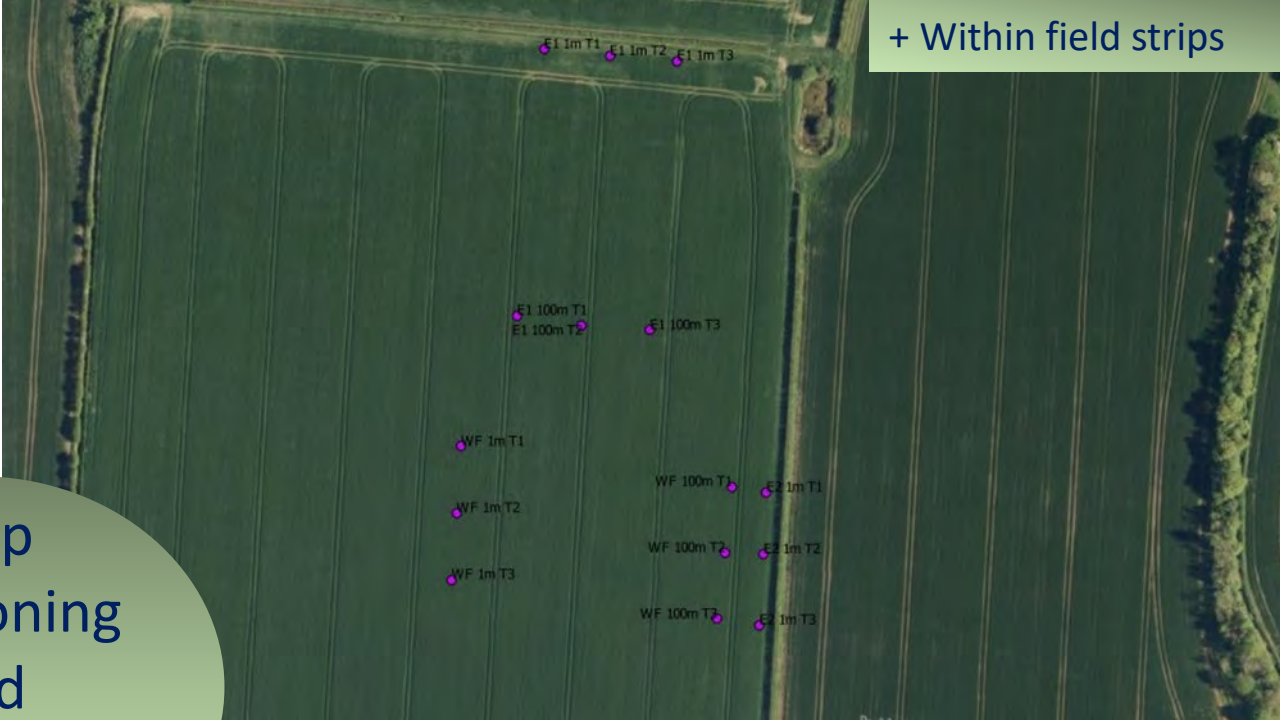 + Within field strips
E1 1m T1
E1 1m T2
E1 1m T3
E1 100m T1
E1 100m T2
E1 100m T3
WF 1m T1
WF 100m T1
E2 1m T1
WF 1m T2
WF 100m T2
E2 1m T2
WF 1m T3
WF 100m T3
E2 1m T3
p
oning
d